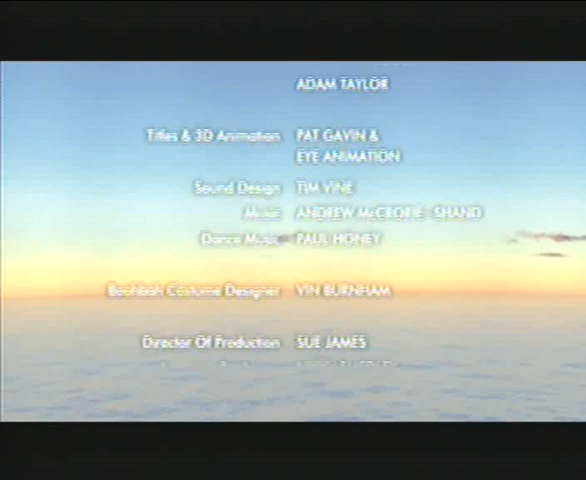 ADAM TAYLOR
Titles & 3D Animation PAT GAVIN &
EYE ANIMATION
Sound Design TIM VINE
Music ANDREW McCRORIE-SHAND
Dance Music PAUL HONEY
Boohbah Costume Designer VIN BURNHAM
Director Of Production SUE JAMES